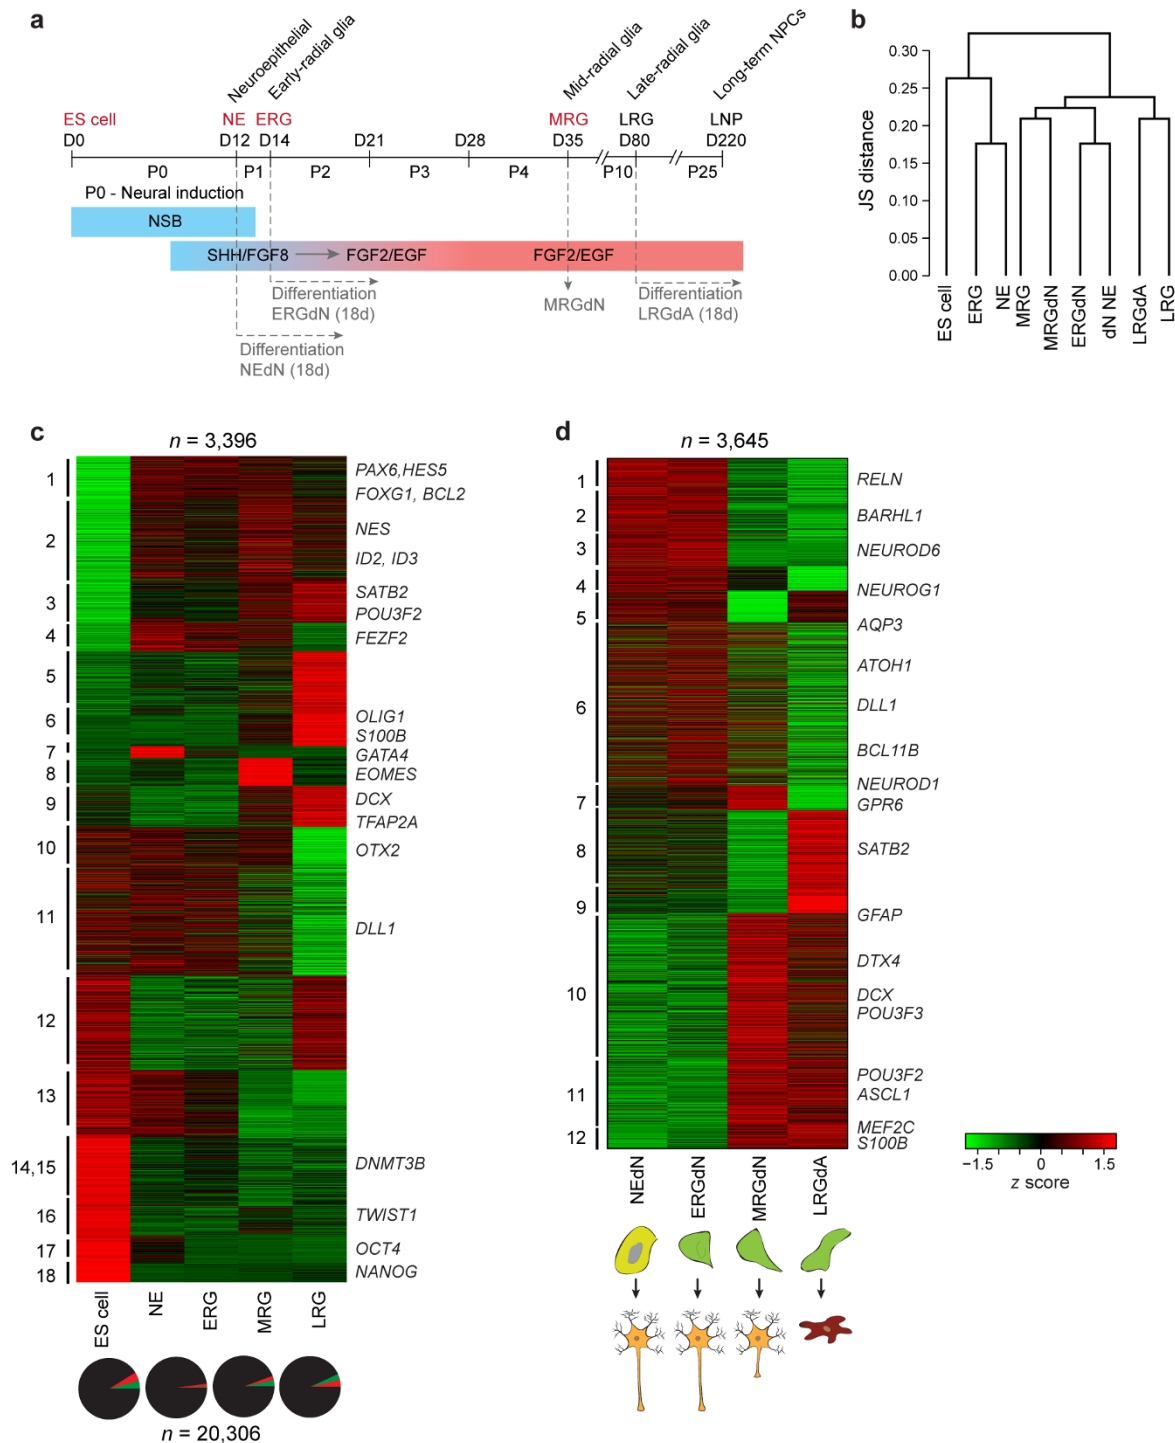 a
Neuroepithelial
Early-radial glia
Mid-radial glia
Late-radial glia
Long-term NPCs
ES cell NE ERG MRG LRG LNP
D0 D12 D14 D21 D28 D35 D80 D220
P0 P1 P2 P3 P4 P10 P25
P0 - Neural induction
NSB
SHH/FGF8 FGF2/EGF FGF2/EGF
Differentiation
ERGdN (18d)
MRGdN
Differentiation
LRGdA (18d)
Differentiation
NEdN (18d)
b
JS distance
0.30
0.25
0.20
0.15
0.10
0.05
0.00
ES cell
ERG
NE
MRG
MRGdN
ERGdN
dN NE
LRGdA
LRG
c
n = 3,396
1
2
3
4
5
6
7
8
9
10
11
12
13
14,15
16
17
18
PAX6,HES5
FOXG1, BCL2
NES
ID2, ID3
SATB2
POU3F2
FEZF2
OLIG1
S100B
GATA4
EOMES
DCX
TFAP2A
OTX2
DLL1
DNMT3B
TWIST1
OCT4
NANOG
ES cell
NE
ERG
MRG
LRG
n = 20,306
d
n = 3,645
1
2
3
4
5
6
7
8
9
10
11
12
RELN
BARHL1
NEUROD6
NEUROG1
AQP3
ATOH1
DLL1
BCL11B
NEUROD1
GPR6
SATB2
GFAP
DTX4
DCX
POU3F3
POU3F2
ASCL1
MEF2C
S100B
NEdN
ERGdN
MRGdN
LRGdA
−1.5 0 1.5
z score